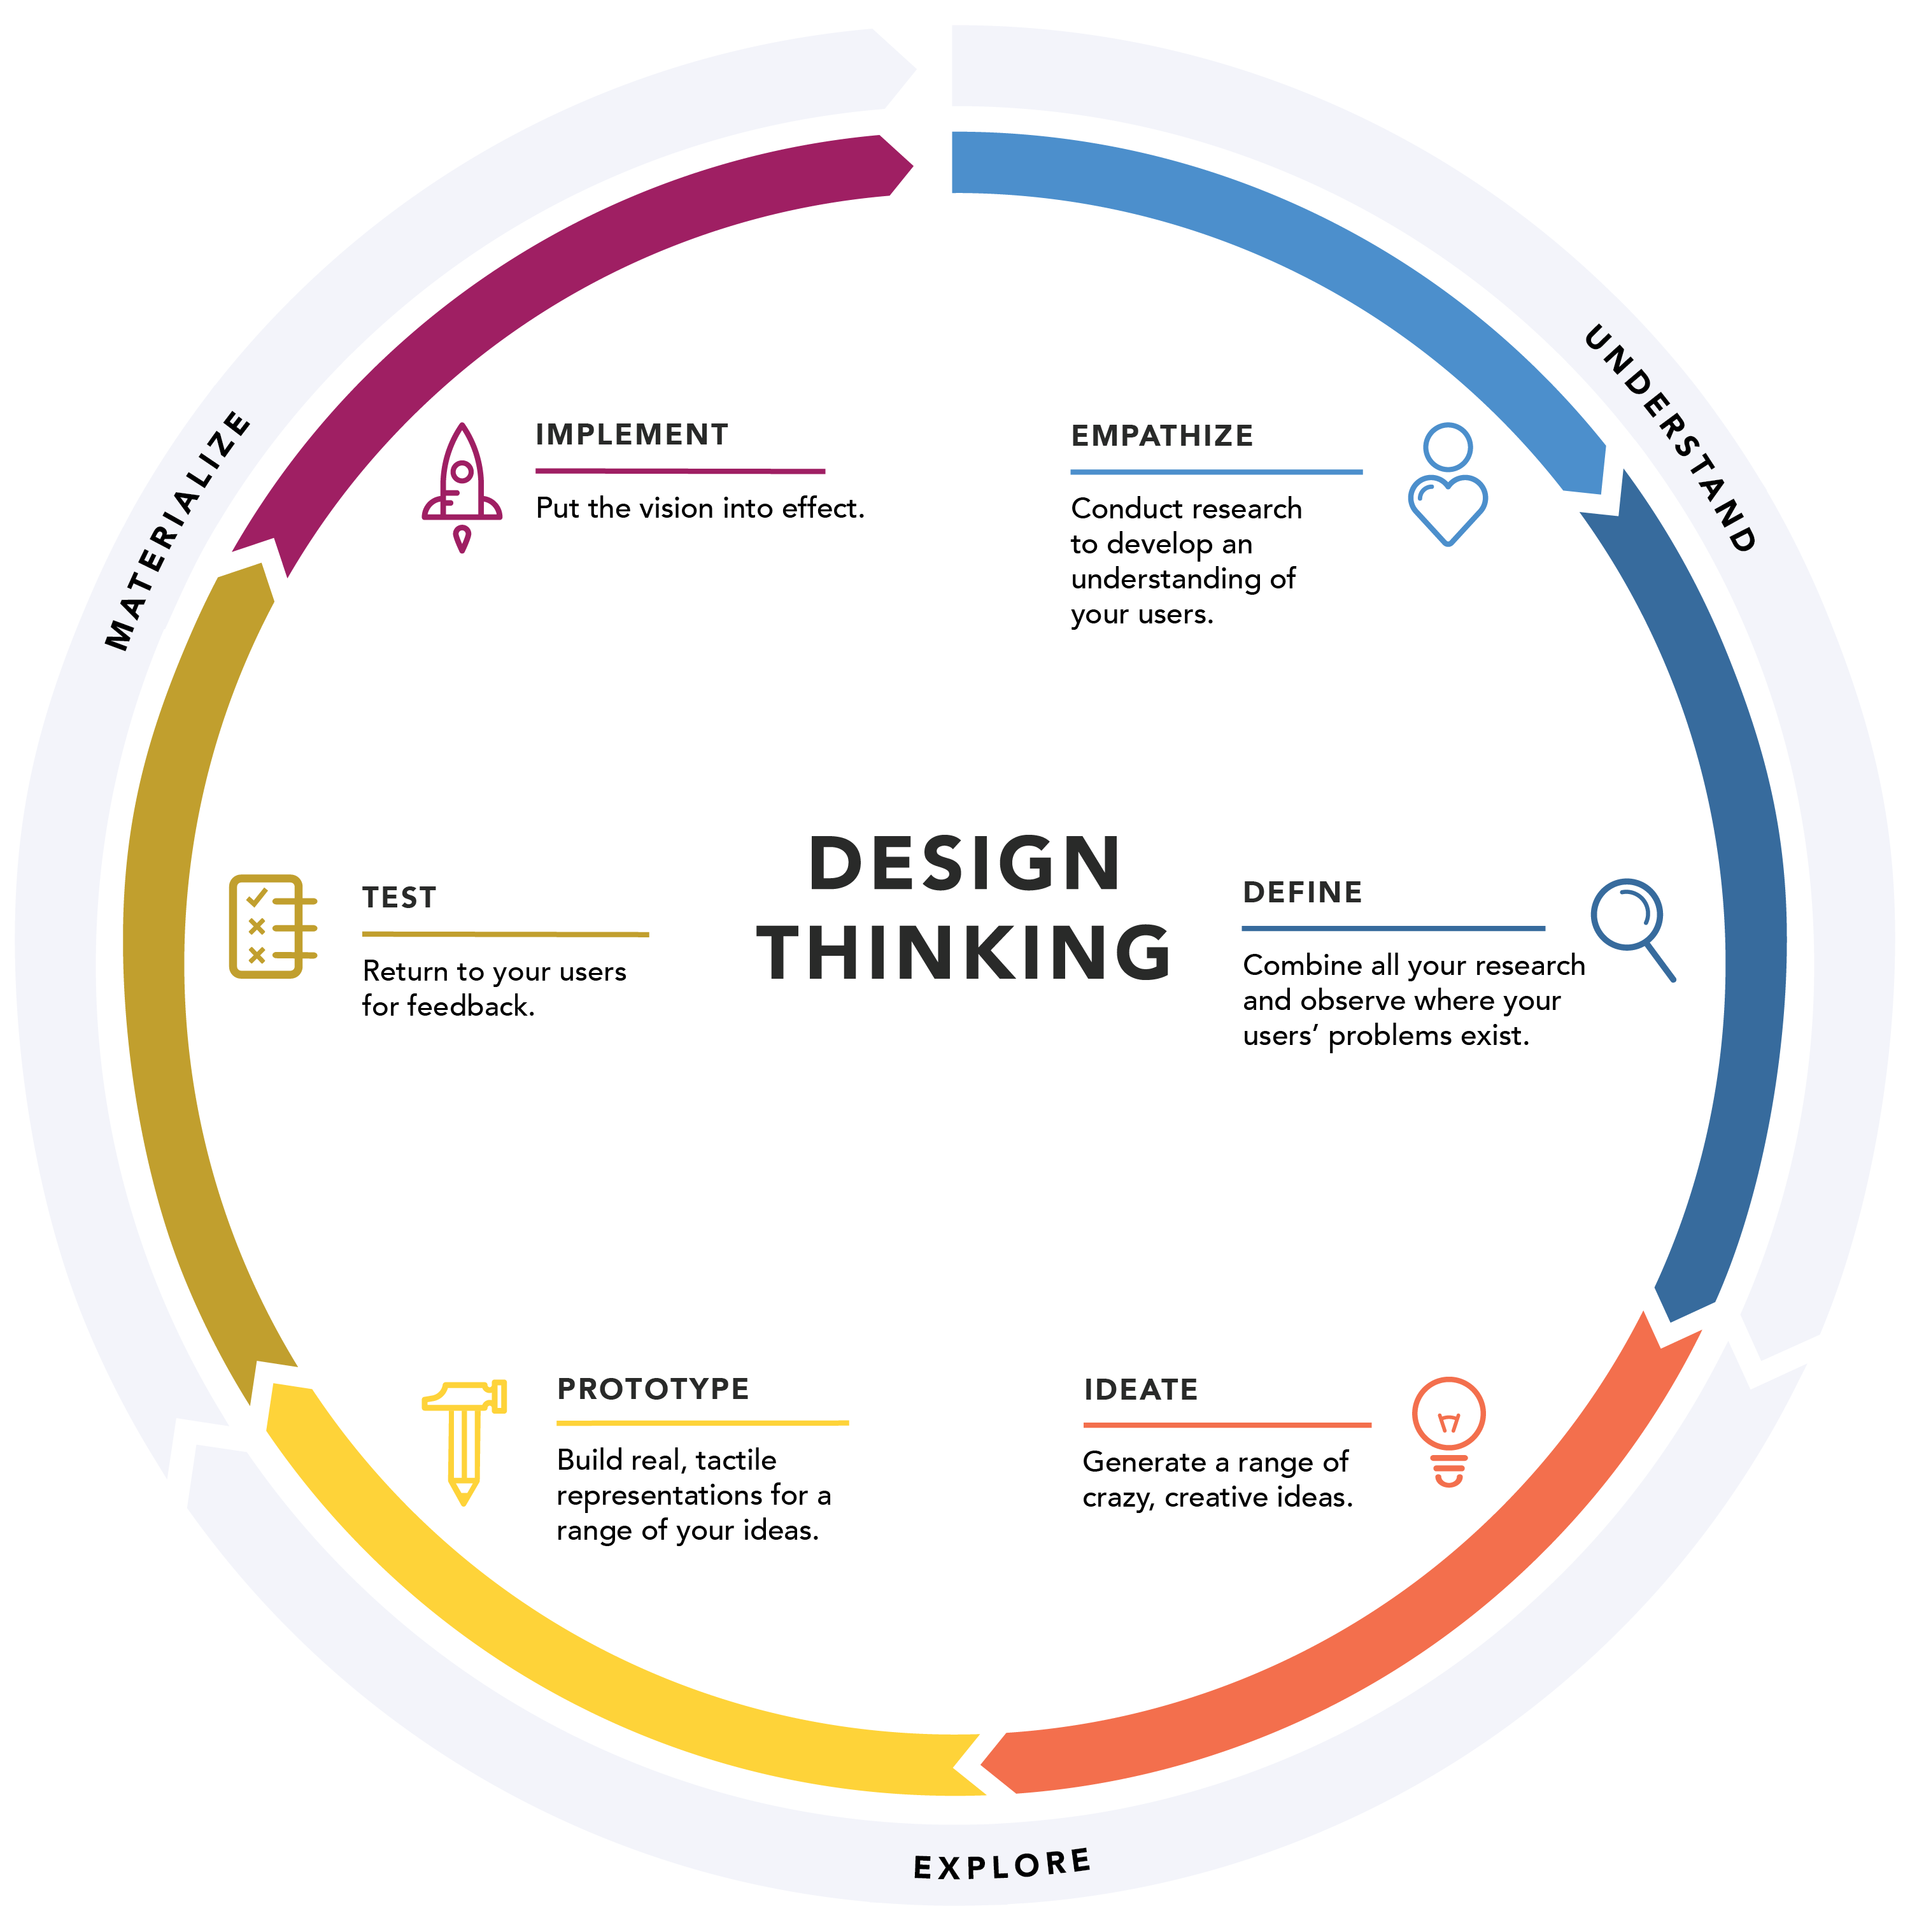 DESIGN
THINKING
UNDERSTAND
EMPATHIZE
Conduct research
to develop an
understanding of
your users.
DEFINE
Combine all your research
and observe where your
users’ problems exist.
EXPLORE
IDEATE
Generate a range of
crazy, creative ideas.
PROTOTYPE
Build real, tactile
representations for a
range of your ideas.
MATERIALIZE
TEST
Return to your users
for feedback.
IMPLEMENT
Put the vision into effect.